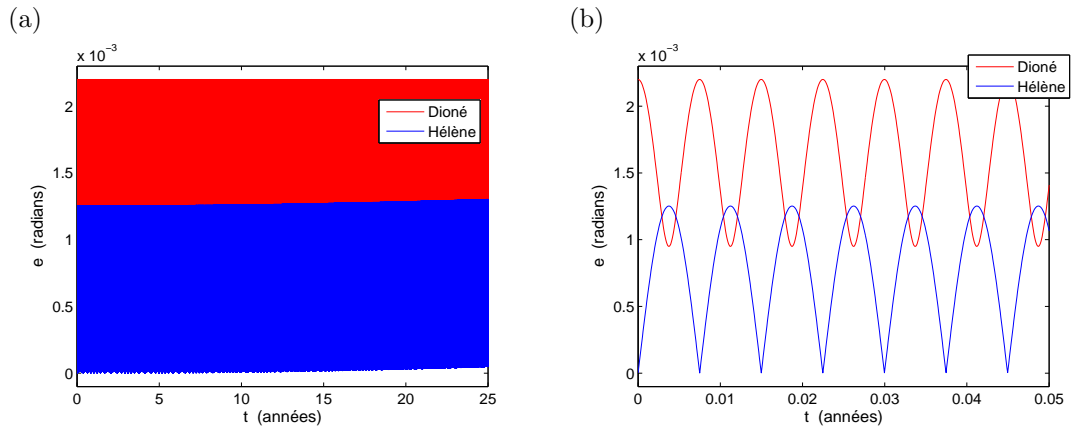 (a)
x 10⁻³
e (radians)
2
1.5
1
0.5
0
0 5 10 15 20 25
t (années)
Dioné
Hélène
(b)
x 10⁻³
e (radians)
2
1.5
1
0.5
0
0 0.01 0.02 0.03 0.04 0.05
t (années)
Dioné
Hélène